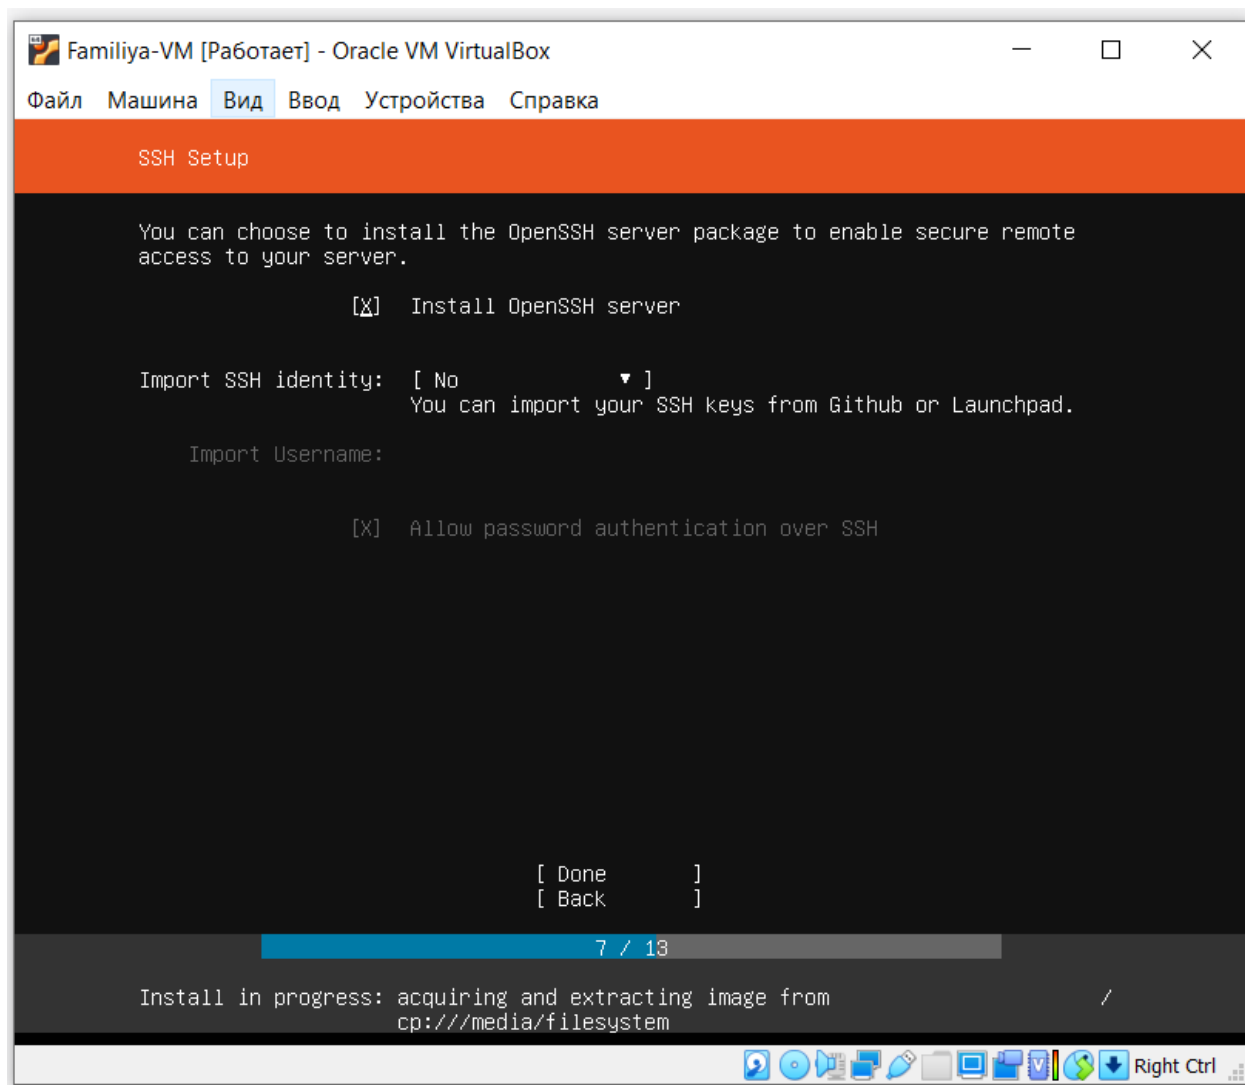 Familiya-VM [Работает] - Oracle VM VirtualBox
Файл Машина Вид Ввод Устройства Справка
SSH Setup
You can choose to install the OpenSSH server package to enable secure remote
access to your server.
[X] Install OpenSSH server
Import SSH identity: [ No ▾ ]
You can import your SSH keys from Github or Launchpad.
Import Username:
[X] Allow password authentication over SSH
[ Done ]
[ Back ]
7 / 13
Install in progress: acquiring and extracting image from /
cp:///media/filesystem
Right Ctrl